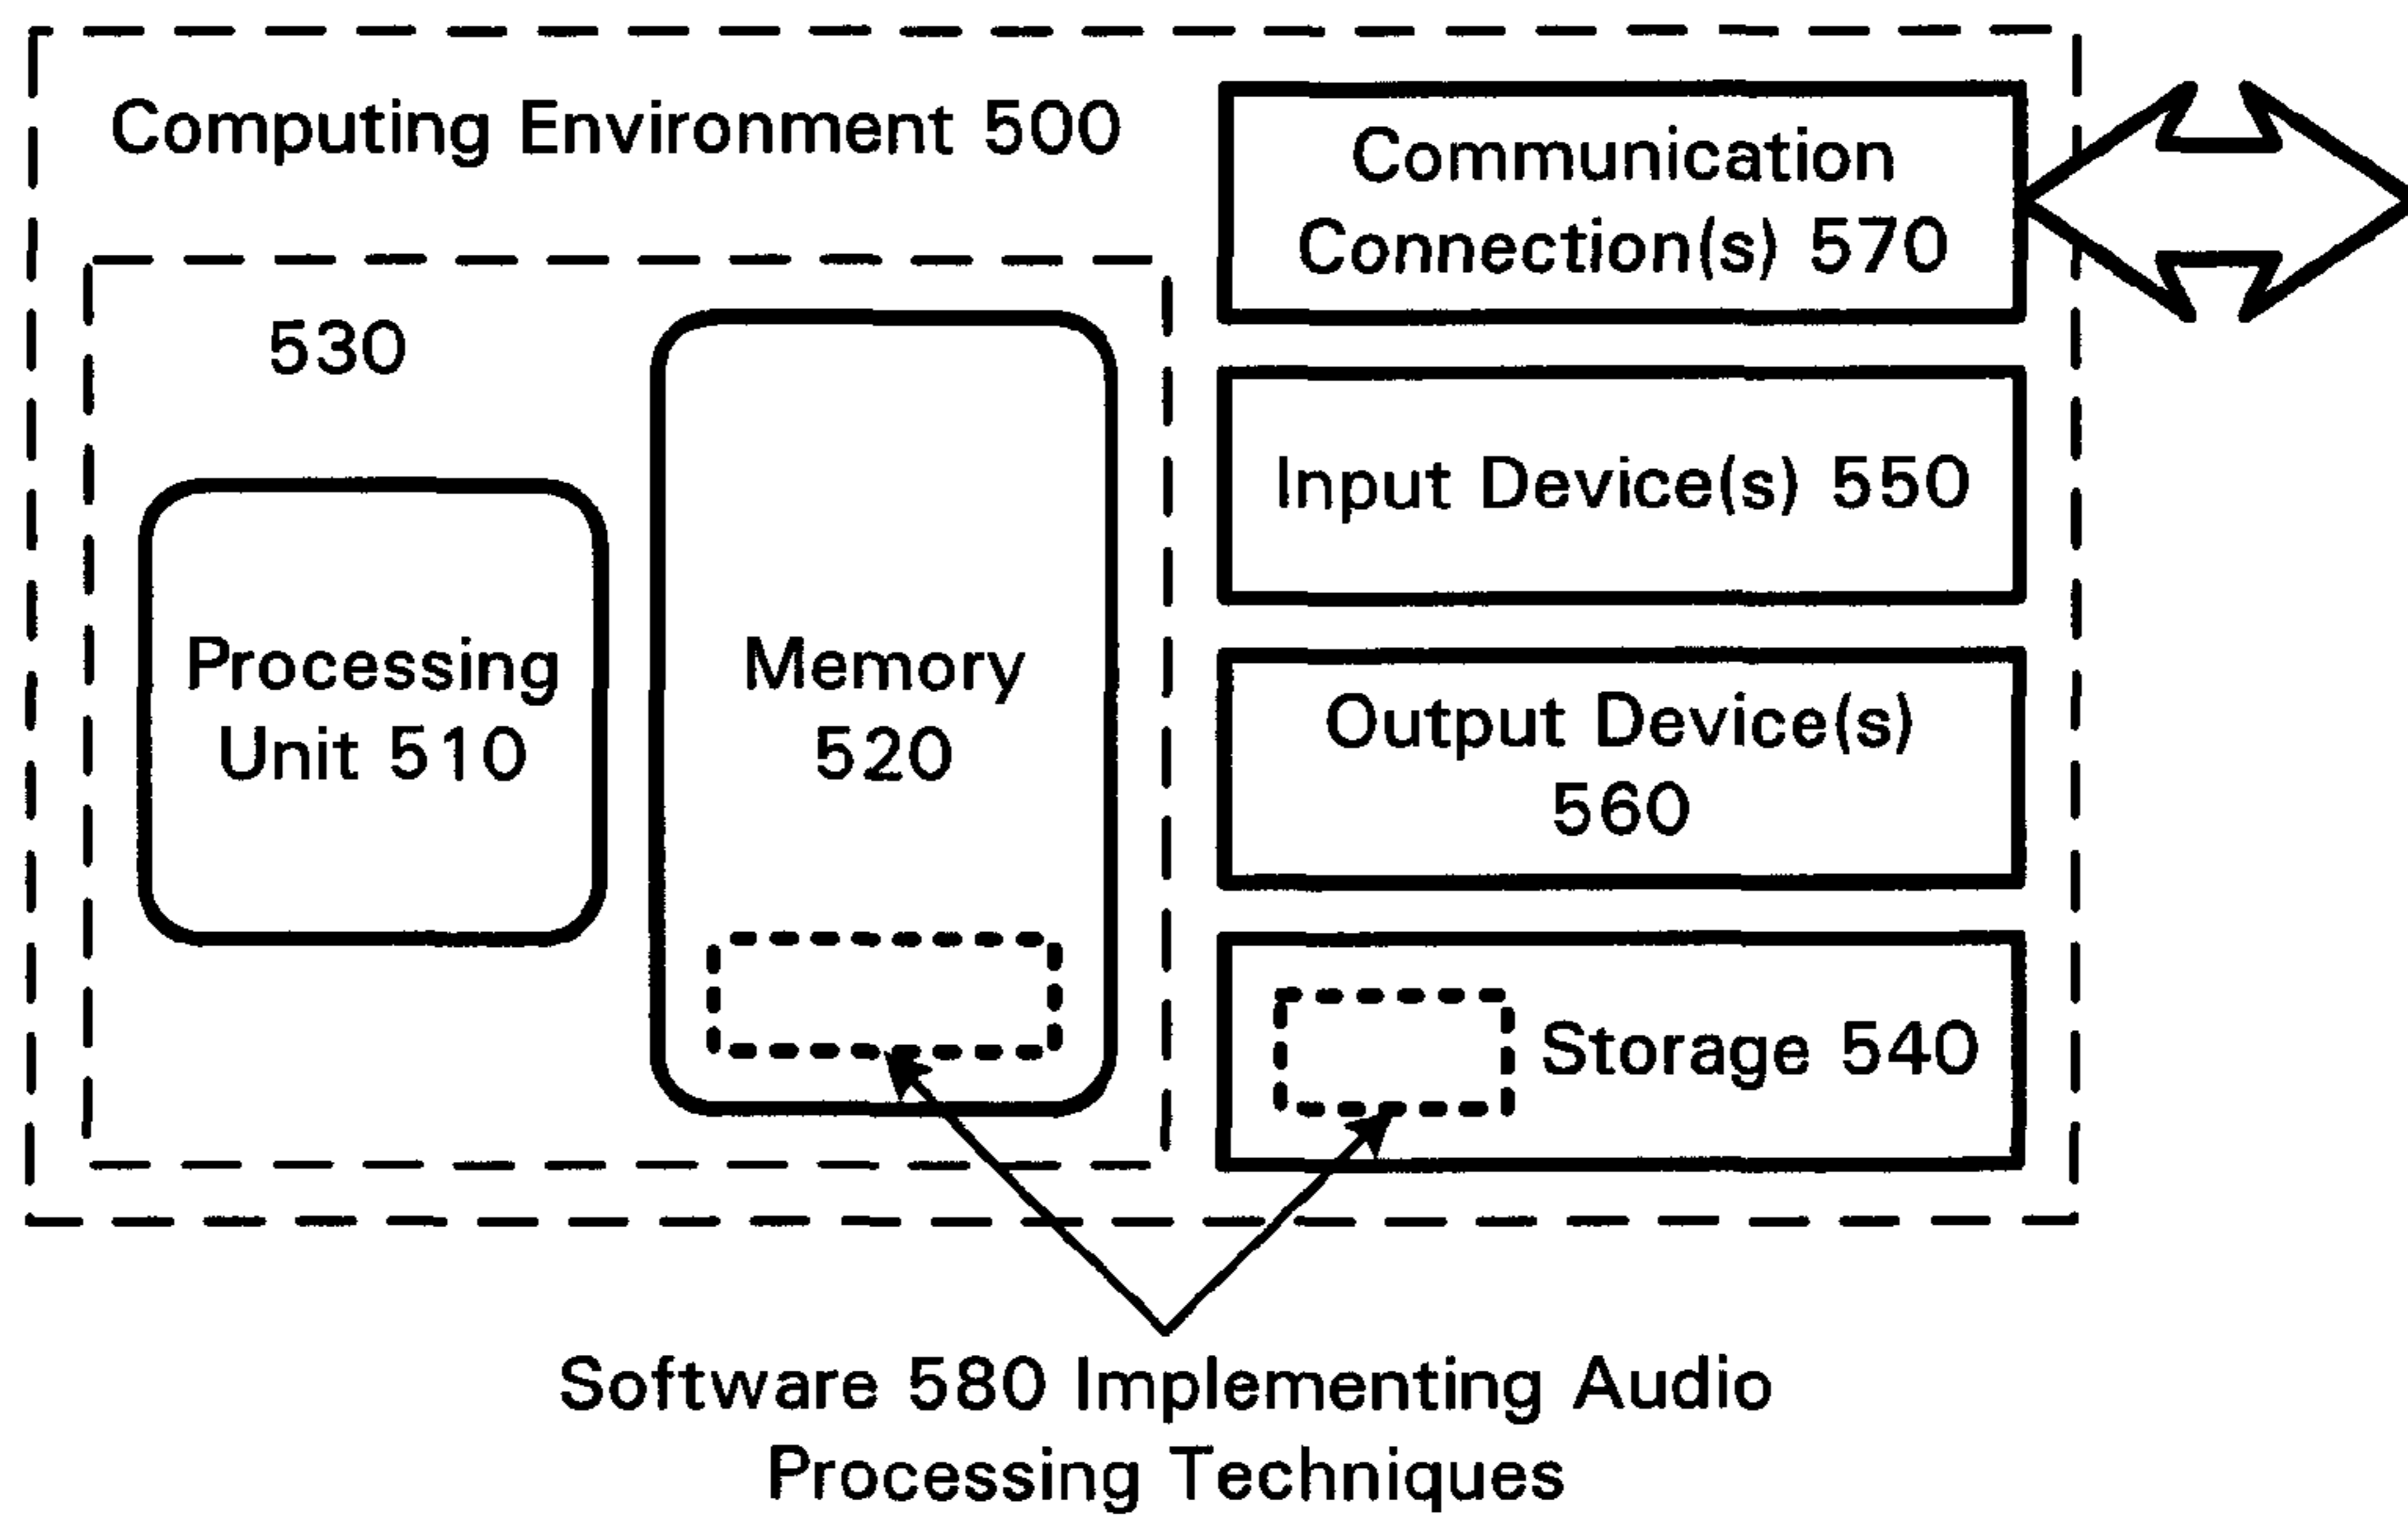 Computing Environment 500
530
Processing
Unit 510
Memory
520
Communication
Connection(s) 570
Input Device(s) 550
Output Device(s)
560
Storage 540
Software 580 Implementing Audio
Processing Techniques